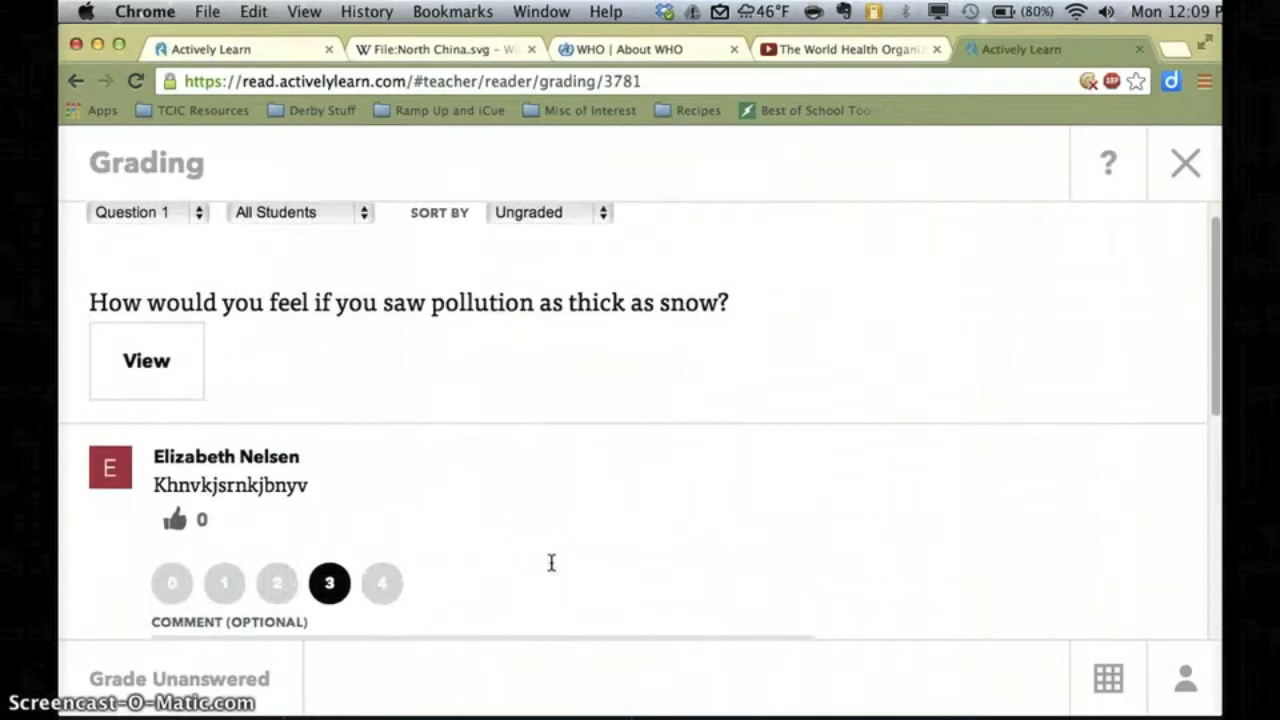 Chrome File Edit View History Bookmarks Window Help 46°F (80%) Mon 12:09 P
Actively Learn × W File:North China.svg – W × WHO | About WHO × The World Health Organi × Actively Learn ×
https://read.activelylearn.com/#teacher/reader/grading/3781 ABP d
Apps TCIC Resources Derby Stuff Ramp Up and iCue Misc of Interest Recipes Best of School Too
Grading ? ×
Question 1 All Students SORT BY Ungraded
How would you feel if you saw pollution as thick as snow?
View
E Elizabeth Nelsen
Khnvkjsrnkjbnyv
0
0 1 2 3 4
COMMENT (OPTIONAL)
Grade Unanswered
Screencast-O-Matic.com